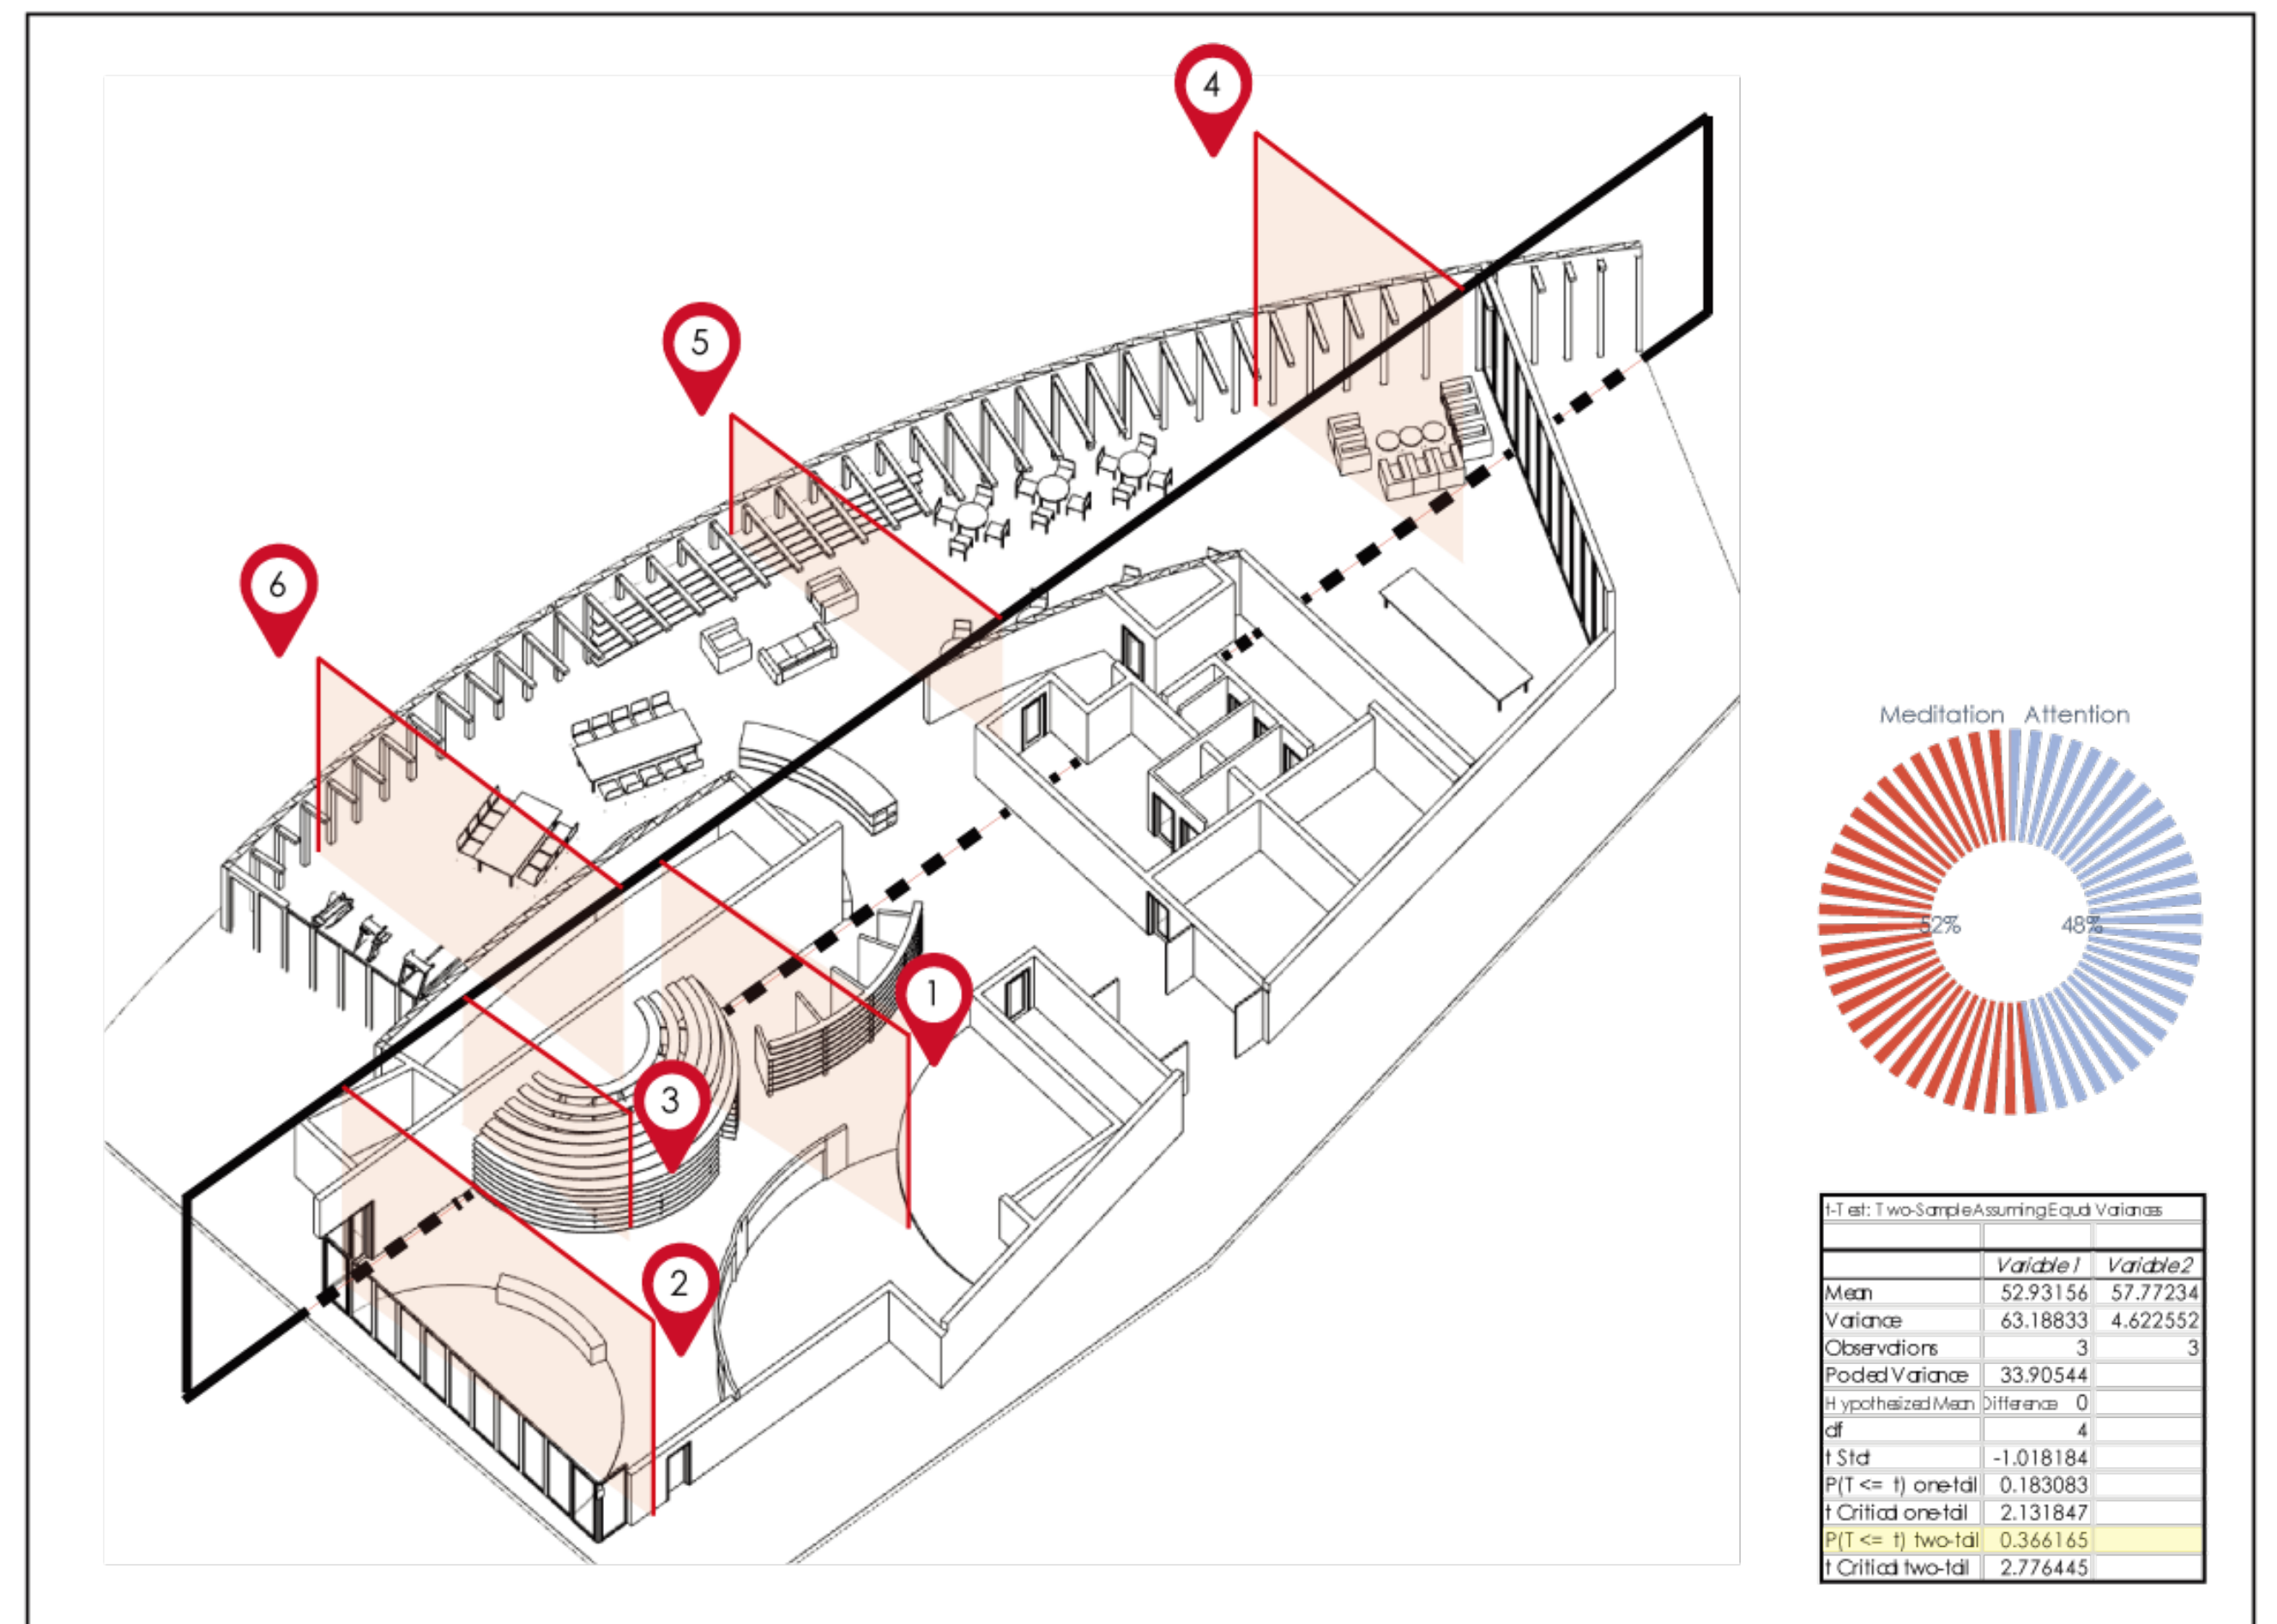 4
5
6
1
3
2
Meditation Attention
52% 48%
t-Test: Two-Sample Assuming Equal Variances
Variable 1 Variable 2
Mean 52.93156 57.77234
Variance 63.18833 4.622552
Observations 3 3
Pooled Variance 33.90544
Hypothesized Mean Difference 0
df 4
t Stat -1.018184
P(T <= t) one-tail 0.183083
t Critical one-tail 2.131847
P(T <= t) two-tail 0.366165
t Critical two-tail 2.776445